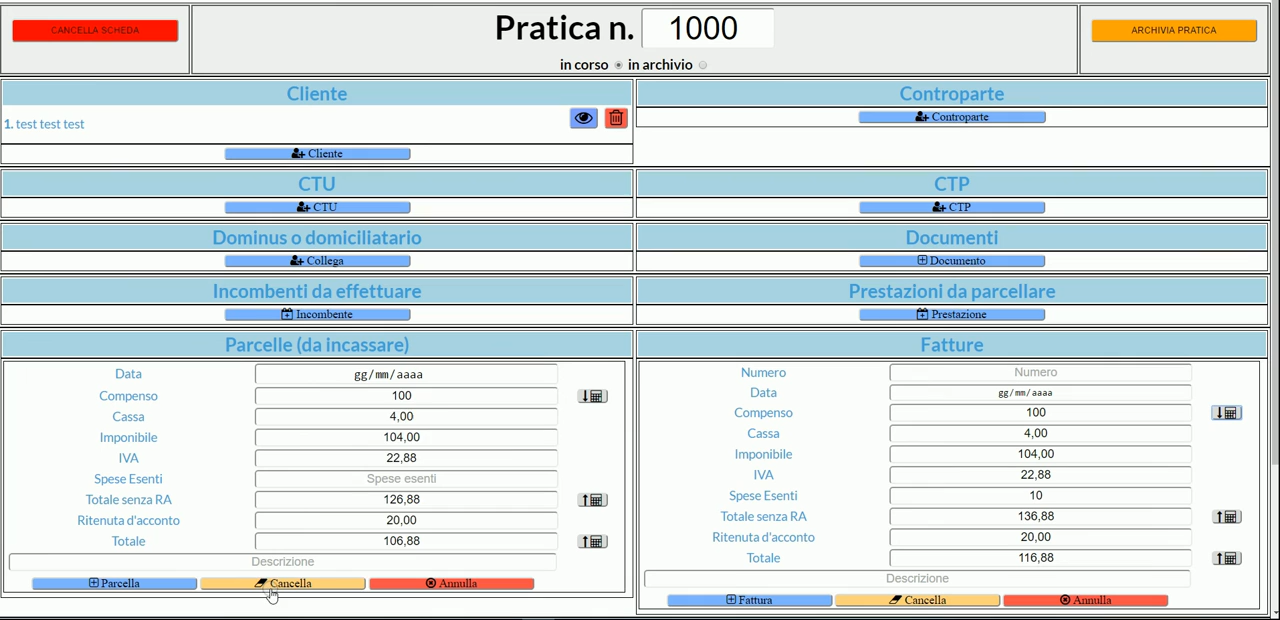 CANCELLA SCHEDA
Pratica n. 1000
in corso in archivio
ARCHIVIA PRATICA
Cliente
1. test test test
Cliente
Controparte
Controparte
CTU
CTU
CTP
CTP
Dominus o domiciliatario
Collega
Documenti
Documento
Incombenti da effettuare
Incombente
Prestazioni da parcellare
Prestazione
Parcelle (da incassare)
Data gg/mm/aaaa
Compenso 100
Cassa 4,00
Imponibile 104,00
IVA 22,88
Spese Esenti Spese esenti
Totale senza RA 126,88
Ritenuta d'acconto 20,00
Totale 106,88
Descrizione
Parcella Cancella Annulla
Fatture
Numero Numero
Data gg/mm/aaaa
Compenso 100
Cassa 4,00
Imponibile 104,00
IVA 22,88
Spese Esenti 10
Totale senza RA 136,88
Ritenuta d'acconto 20,00
Totale 116,88
Descrizione
Fattura Cancella Annulla